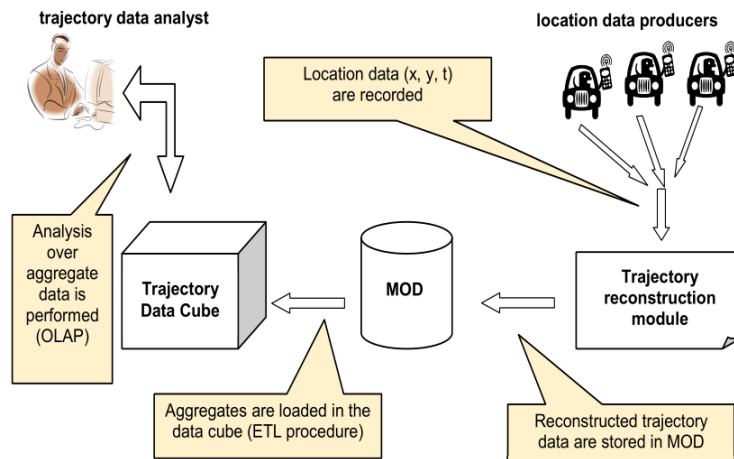 trajectory data analyst
location data producers
Location data (x, y, t)
are recorded
Analysis
over
aggregate
data is
performed
(OLAP)
Trajectory
Data Cube
MOD
Trajectory
reconstruction
module
Aggregates are loaded in the
data cube (ETL procedure)
Reconstructed trajectory
data are stored in MOD